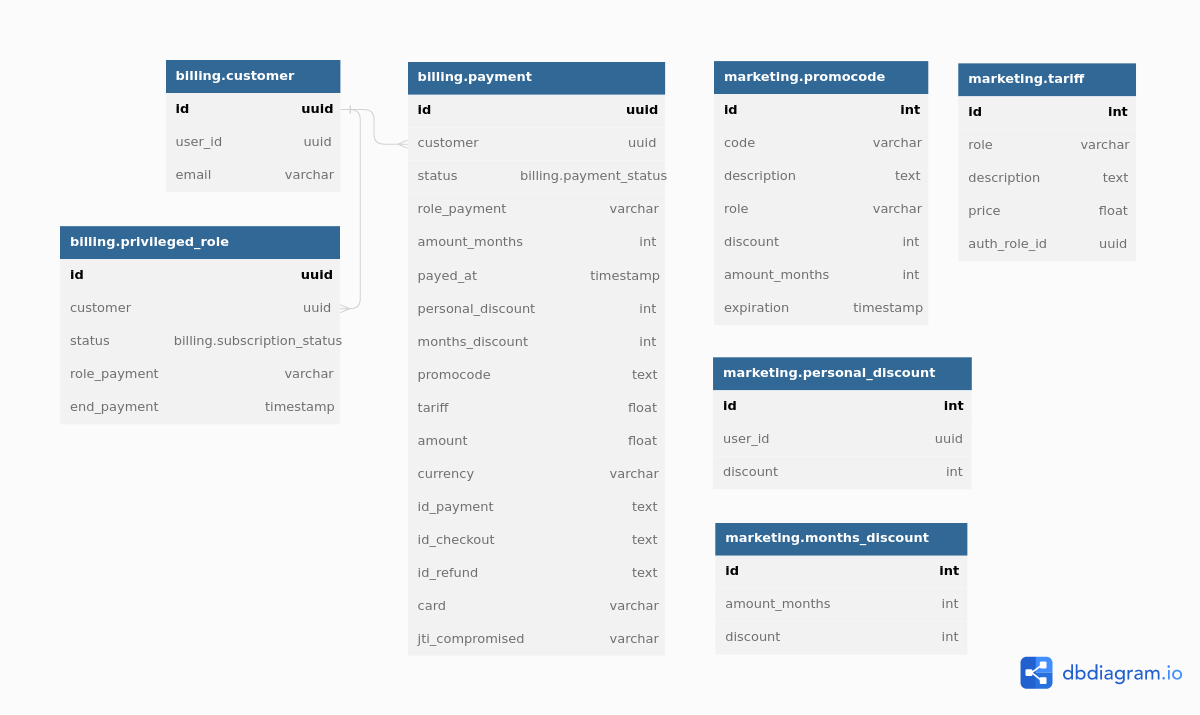 billing.customer
id uuid
user_id uuid
email varchar
billing.privileged_role
id uuid
customer uuid
status billing.subscription_status
role_payment varchar
end_payment timestamp
billing.payment
id uuid
customer uuid
status billing.payment_status
role_payment varchar
amount_months int
payed_at timestamp
personal_discount int
months_discount int
promocode text
tariff float
amount float
currency varchar
id_payment text
id_checkout text
id_refund text
card varchar
jti_compromised varchar
marketing.promocode
id int
code varchar
description text
role varchar
discount int
amount_months int
expiration timestamp
marketing.tariff
id int
role varchar
description text
price float
auth_role_id uuid
marketing.personal_discount
id int
user_id uuid
discount int
marketing.months_discount
id int
amount_months int
discount int
dbdiagram.io